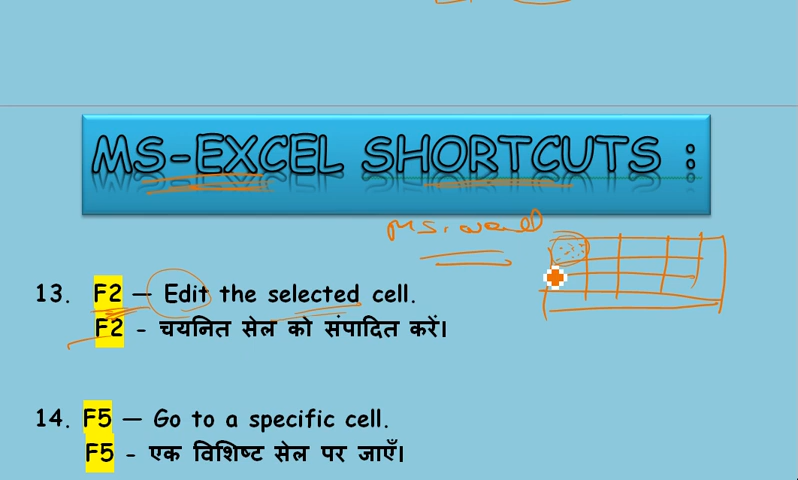 MS-EXCEL SHORTCUTS :
13. F2 — Edit the selected cell.
F2 - चयनित सेल को संपादित करें।
14. F5 — Go to a specific cell.
F5 - एक विशिष्ट सेल पर जाएँ।